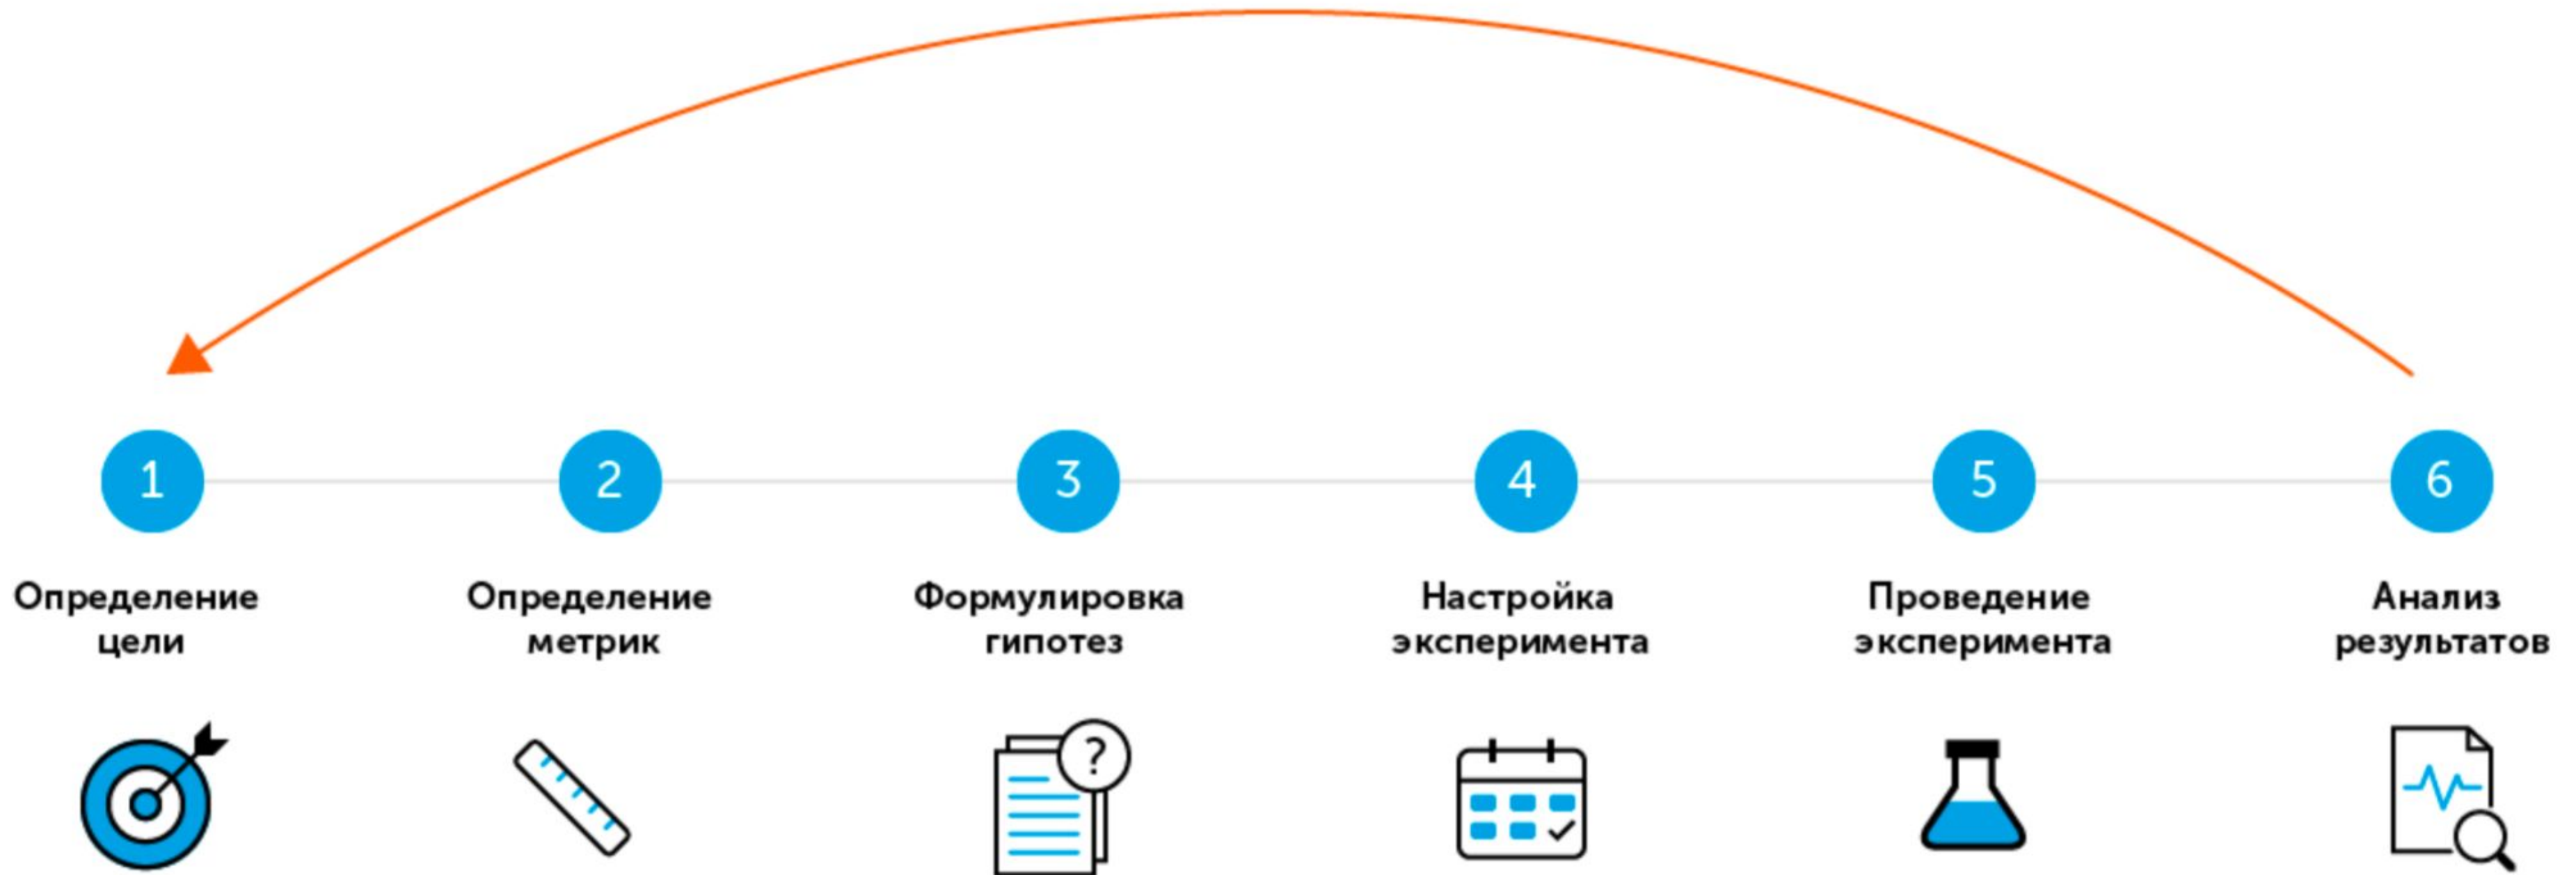 1
2
3
4
5
6
Определение
цели
Определение
метрик
Формулировка
гипотез
Настройка
эксперимента
Проведение
эксперимента
Анализ
результатов
?